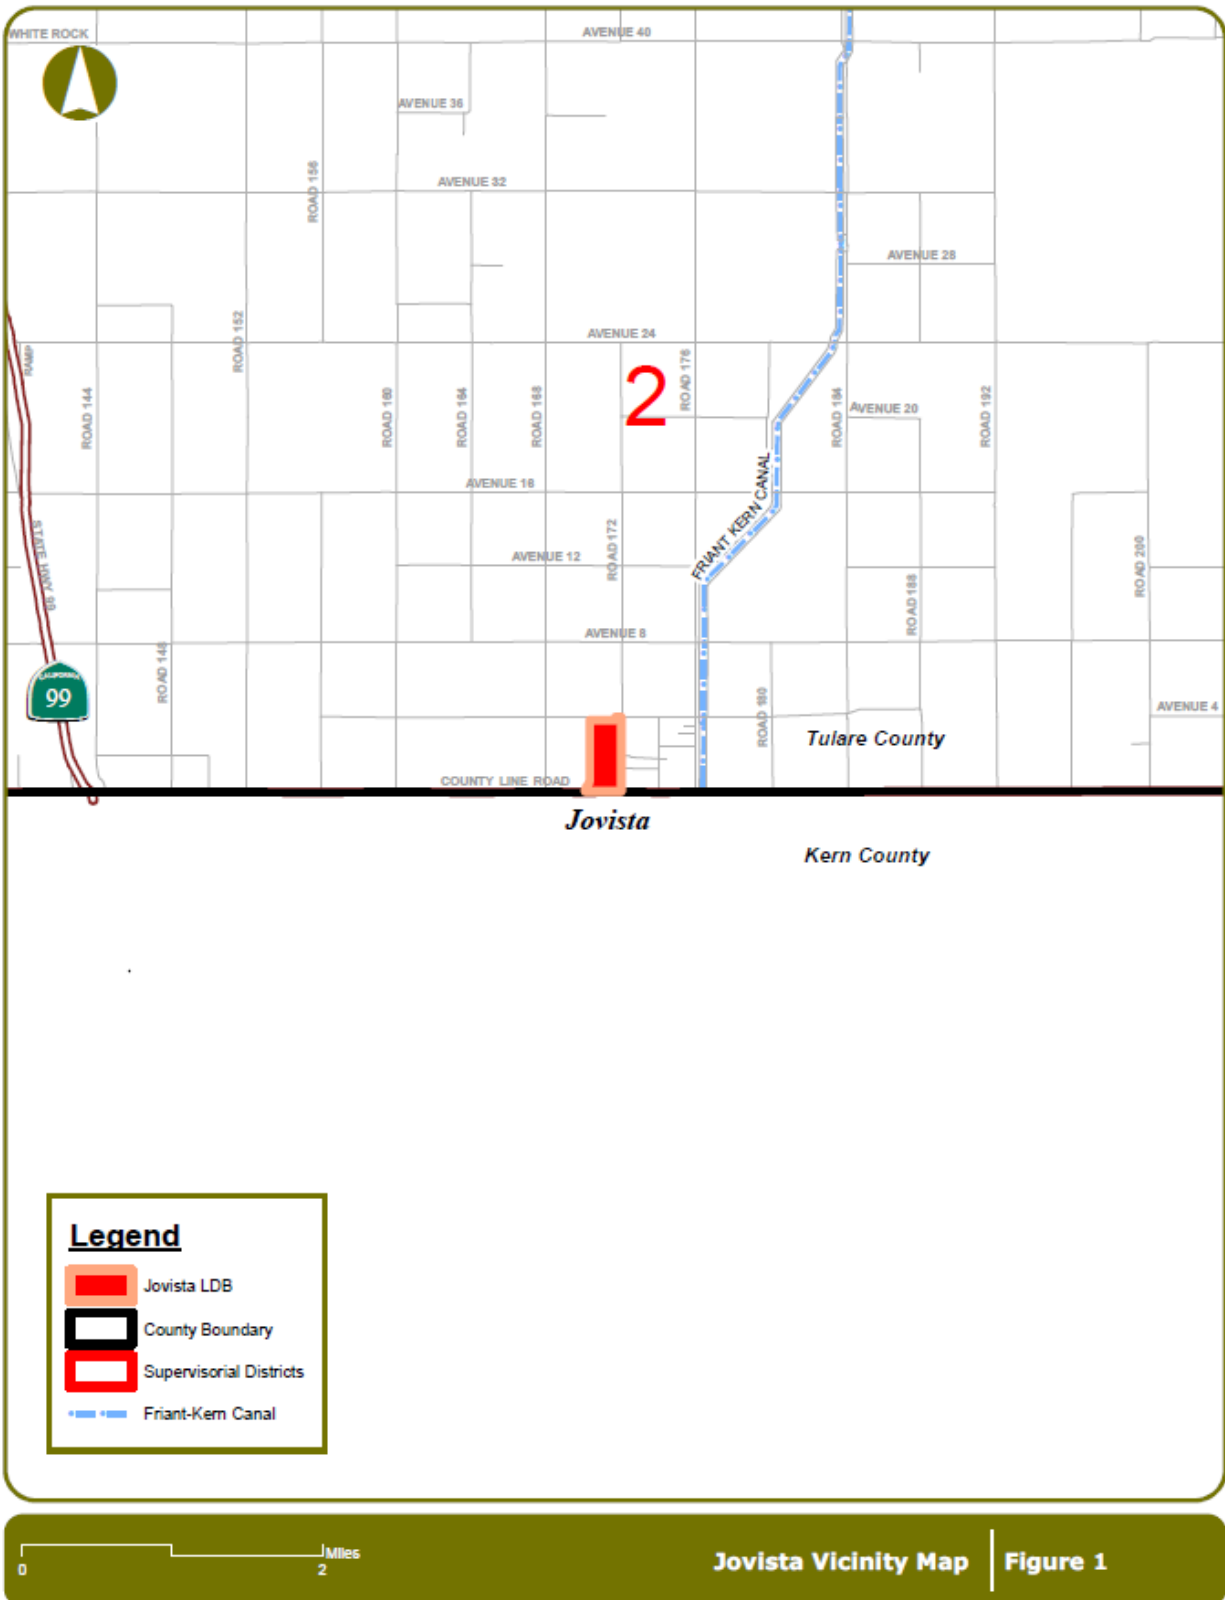 WHITE ROCK
AVENUE 40
AVENUE 36
ROAD 156
AVENUE 32
AVENUE 28
ROAD 152
AVENUE 24
RAMP
ROAD 176
2
ROAD 144
ROAD 160
ROAD 164
ROAD 168
ROAD 184
AVENUE 20
ROAD 192
AVENUE 16
FRIANT KERN CANAL
STATE HWY 99
AVENUE 12
ROAD 172
ROAD 188
ROAD 200
AVENUE 8
ROAD 148
CALIFORNIA
99
ROAD 180
AVENUE 4
Tulare County
COUNTY LINE ROAD
Jovista
Kern County
Legend
Jovista LDB
County Boundary
Supervisorial Districts
Friant-Kern Canal
0
2
Miles
Jovista Vicinity Map
Figure 1